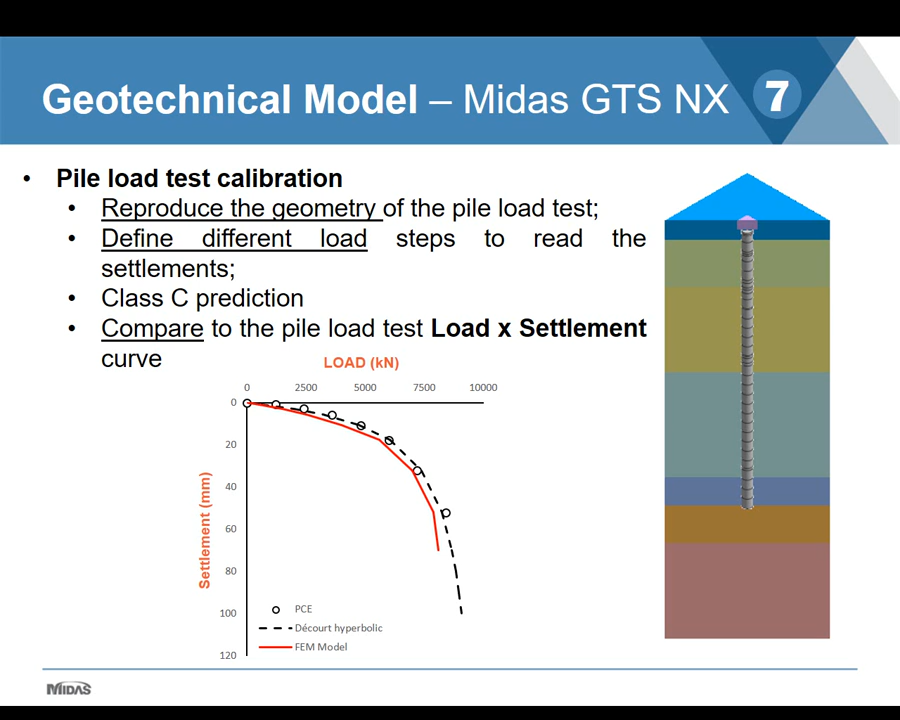 Geotechnical Model – Midas GTS NX 7
• Pile load test calibration
• Reproduce the geometry of the pile load test;
• Define different load steps to read the
settlements;
• Class C prediction
• Compare to the pile load test Load x Settlement
curve
LOAD (kN)
0 2500 5000 7500 10000
0
20
40
60
80
100
120
Settlement (mm)
PCE
Décourt hyperbolic
FEM Model
MIDAS